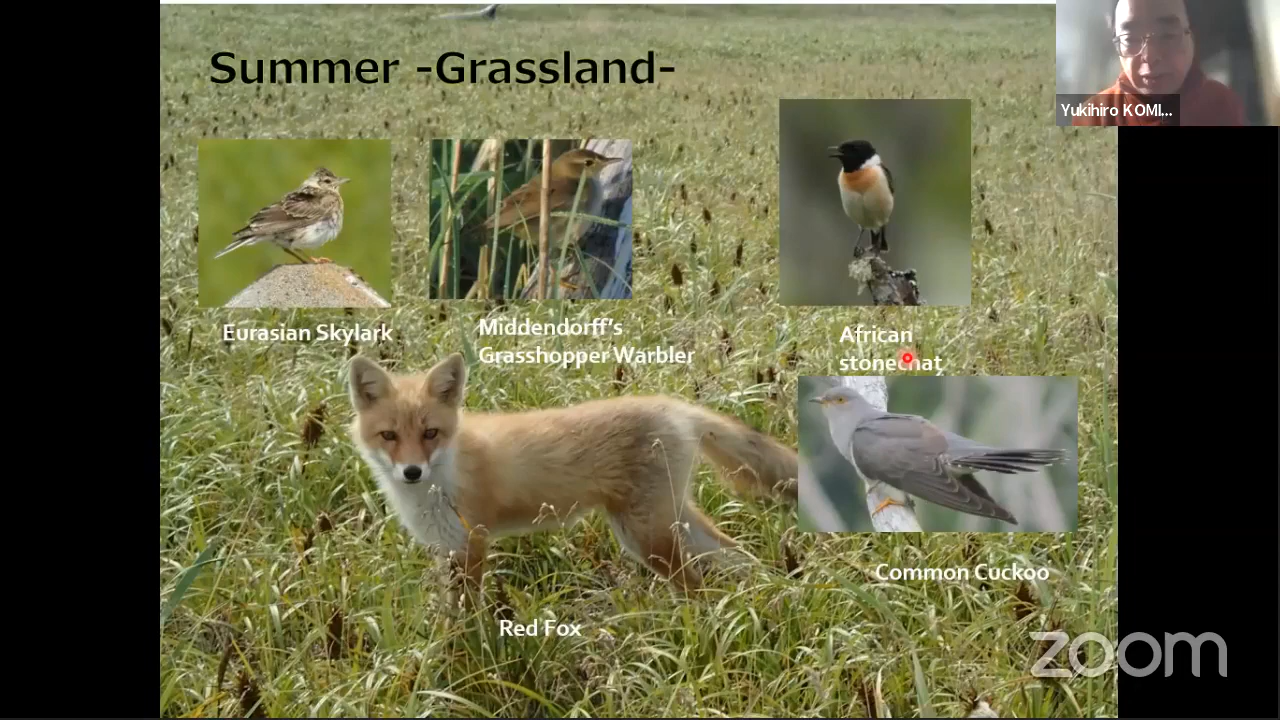 Summer -Grassland-
Yukihiro KOMI...
Eurasian Skylark
Middendorff's
Grasshopper Warbler
African
stonechat
Common Cuckoo
Red Fox
zoom